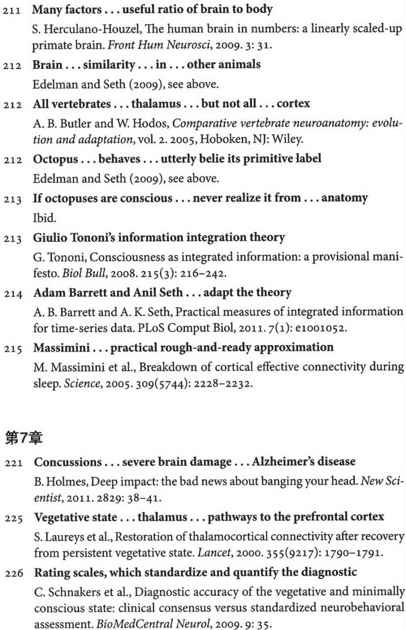 211 Many factors . . . useful ratio of brain to body
S. Herculano-Houzel, The human brain in numbers: a linearly scaled-up
primate brain. Front Hum Neurosci, 2009. 3: 31.
212 Brain . . . similarity . . . in . . . other animals
Edelman and Seth (2009), see above.
212 All vertebrates . . . thalamus . . . but not all . . . cortex
A. B. Butler and W. Hodos, Comparative vertebrate neuroanatomy: evolu-
tion and adaptation, vol. 2. 2005, Hoboken, NJ: Wiley.
212 Octopus . . . behaves . . . utterly belie its primitive label
Edelman and Seth (2009), see above.
213 If octopuses are conscious . . . never realize it from . . . anatomy
Ibid.
213 Giulio Tononi's information integration theory
G. Tononi, Consciousness as integrated information: a provisional mani-
festo. Biol Bull, 2008. 215(3): 216–242.
214 Adam Barrett and Anil Seth . . . adapt the theory
A. B. Barrett and A. K. Seth, Practical measures of integrated information
for time-series data. PLoS Comput Biol, 2011. 7(1): e1001052.
215 Massimini . . . practical rough-and-ready approximation
M. Massimini et al., Breakdown of cortical effective connectivity during
sleep. Science, 2005. 309(5744): 2228–2232.
第7章
221 Concussions . . . severe brain damage . . . Alzheimer's disease
B. Holmes, Deep impact: the bad news about banging your head. New Sci-
entist, 2011. 2829: 38–41.
225 Vegetative state . . . thalamus . . . pathways to the prefrontal cortex
S. Laureys et al., Restoration of thalamocortical connectivity after recovery
from persistent vegetative state. Lancet, 2000. 355(9217): 1790–1791.
226 Rating scales, which standardize and quantify the diagnostic
C. Schnakers et al., Diagnostic accuracy of the vegetative and minimally
conscious state: clinical consensus versus standardized neurobehavioral
assessment. BioMedCentral Neurol, 2009. 9: 35.